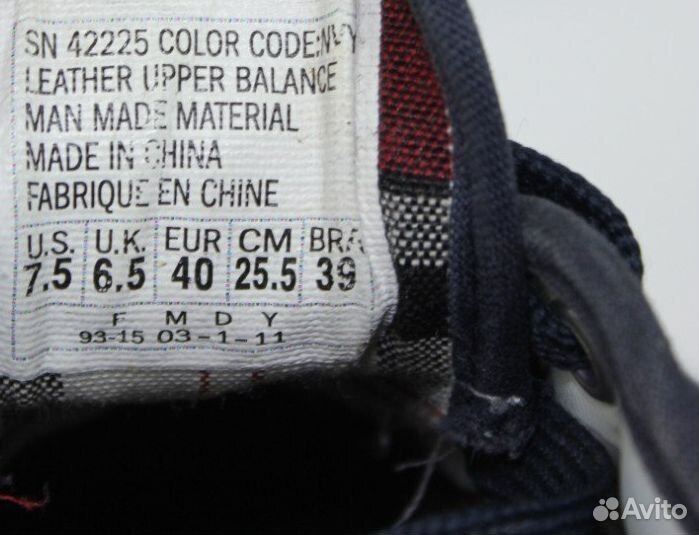 SN 42225 COLOR CODE:NVY
LEATHER UPPER BALANCE
MAN MADE MATERIAL
MADE IN CHINA
FABRIQUE EN CHINE
U.S. U.K. EUR CM BRA
7.5 6.5 40 25.5 39
F M D Y
93-15 03-1-11
Avito